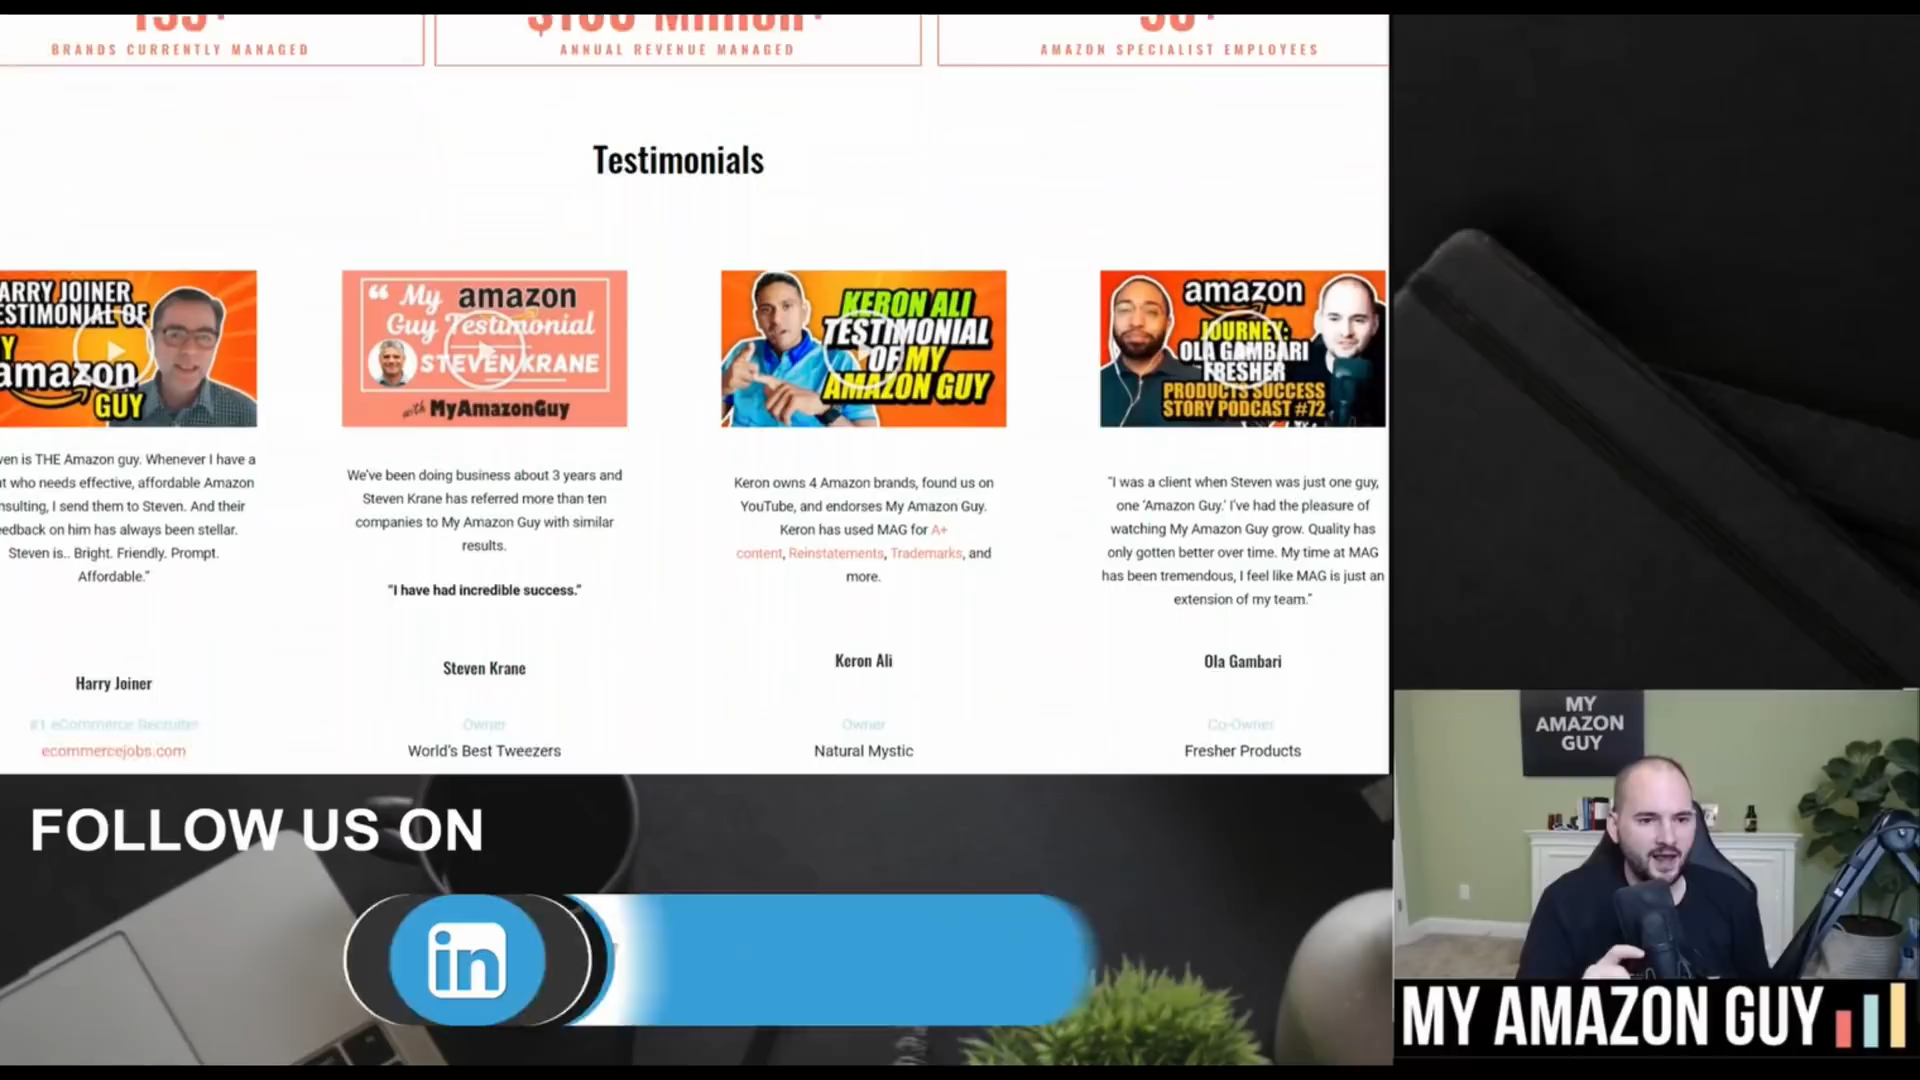 BRANDS CURRENTLY MANAGED
ANNUAL REVENUE MANAGED
AMAZON SPECIALIST EMPLOYEES
Testimonials
ARRY JOINER
ESTIMONIAL OF
Y
amazon
GUY
“ My amazon
Guy Testimonial
STEVEN KRANE
with MyAmazonGuy
KERON ALI
TESTIMONIAL
OF MY
AMAZON GUY
amazon
JOURNEY:
OLA GAMBARI
FRESHER
PRODUCTS SUCCESS
STORY PODCAST #72
ven is THE Amazon guy. Whenever I have a
t who needs effective, affordable Amazon
nsulting, I send them to Steven. And their
eedback on him has always been stellar.
Steven is.. Bright. Friendly. Prompt.
Affordable.”
Harry Joiner
#1 eCommerce Recruiter
ecommercejobs.com
We’ve been doing business about 3 years and
Steven Krane has referred more than ten
companies to My Amazon Guy with similar
results.
“I have had incredible success.”
Steven Krane
Owner
World’s Best Tweezers
Keron owns 4 Amazon brands, found us on
YouTube, and endorses My Amazon Guy.
Keron has used MAG for A+
content, Reinstatements, Trademarks, and
more.
Keron Ali
Owner
Natural Mystic
“I was a client when Steven was just one guy,
one ‘Amazon Guy.’ I’ve had the pleasure of
watching My Amazon Guy grow. Quality has
only gotten better over time. My time at MAG
has been tremendous, I feel like MAG is just an
extension of my team.”
Ola Gambari
Co-Owner
Fresher Products
FOLLOW US ON
in
MY
AMAZON
GUY
MY AMAZON GUY